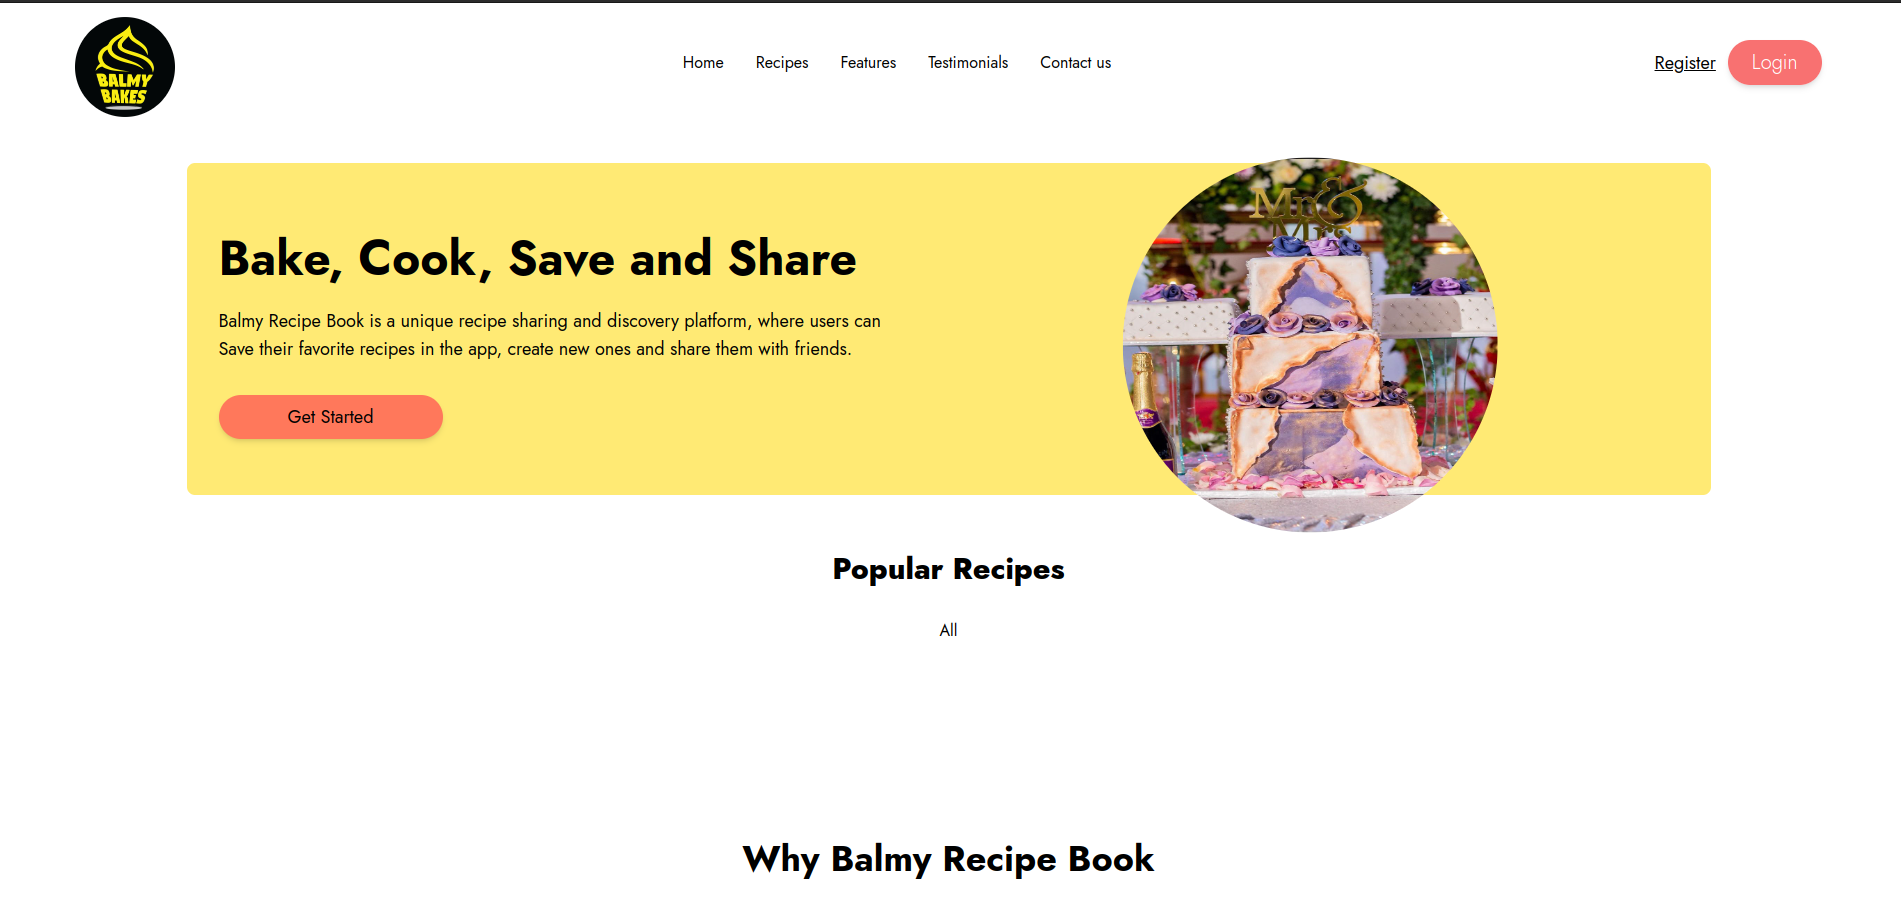 BALMY
BAKES
Home Recipes Features Testimonials Contact us
Register Login
Bake, Cook, Save and Share
Mr &
Mrs
Balmy Recipe Book is a unique recipe sharing and discovery platform, where users can
Save their favorite recipes in the app, create new ones and share them with friends.
Get Started
Popular Recipes
All
Why Balmy Recipe Book